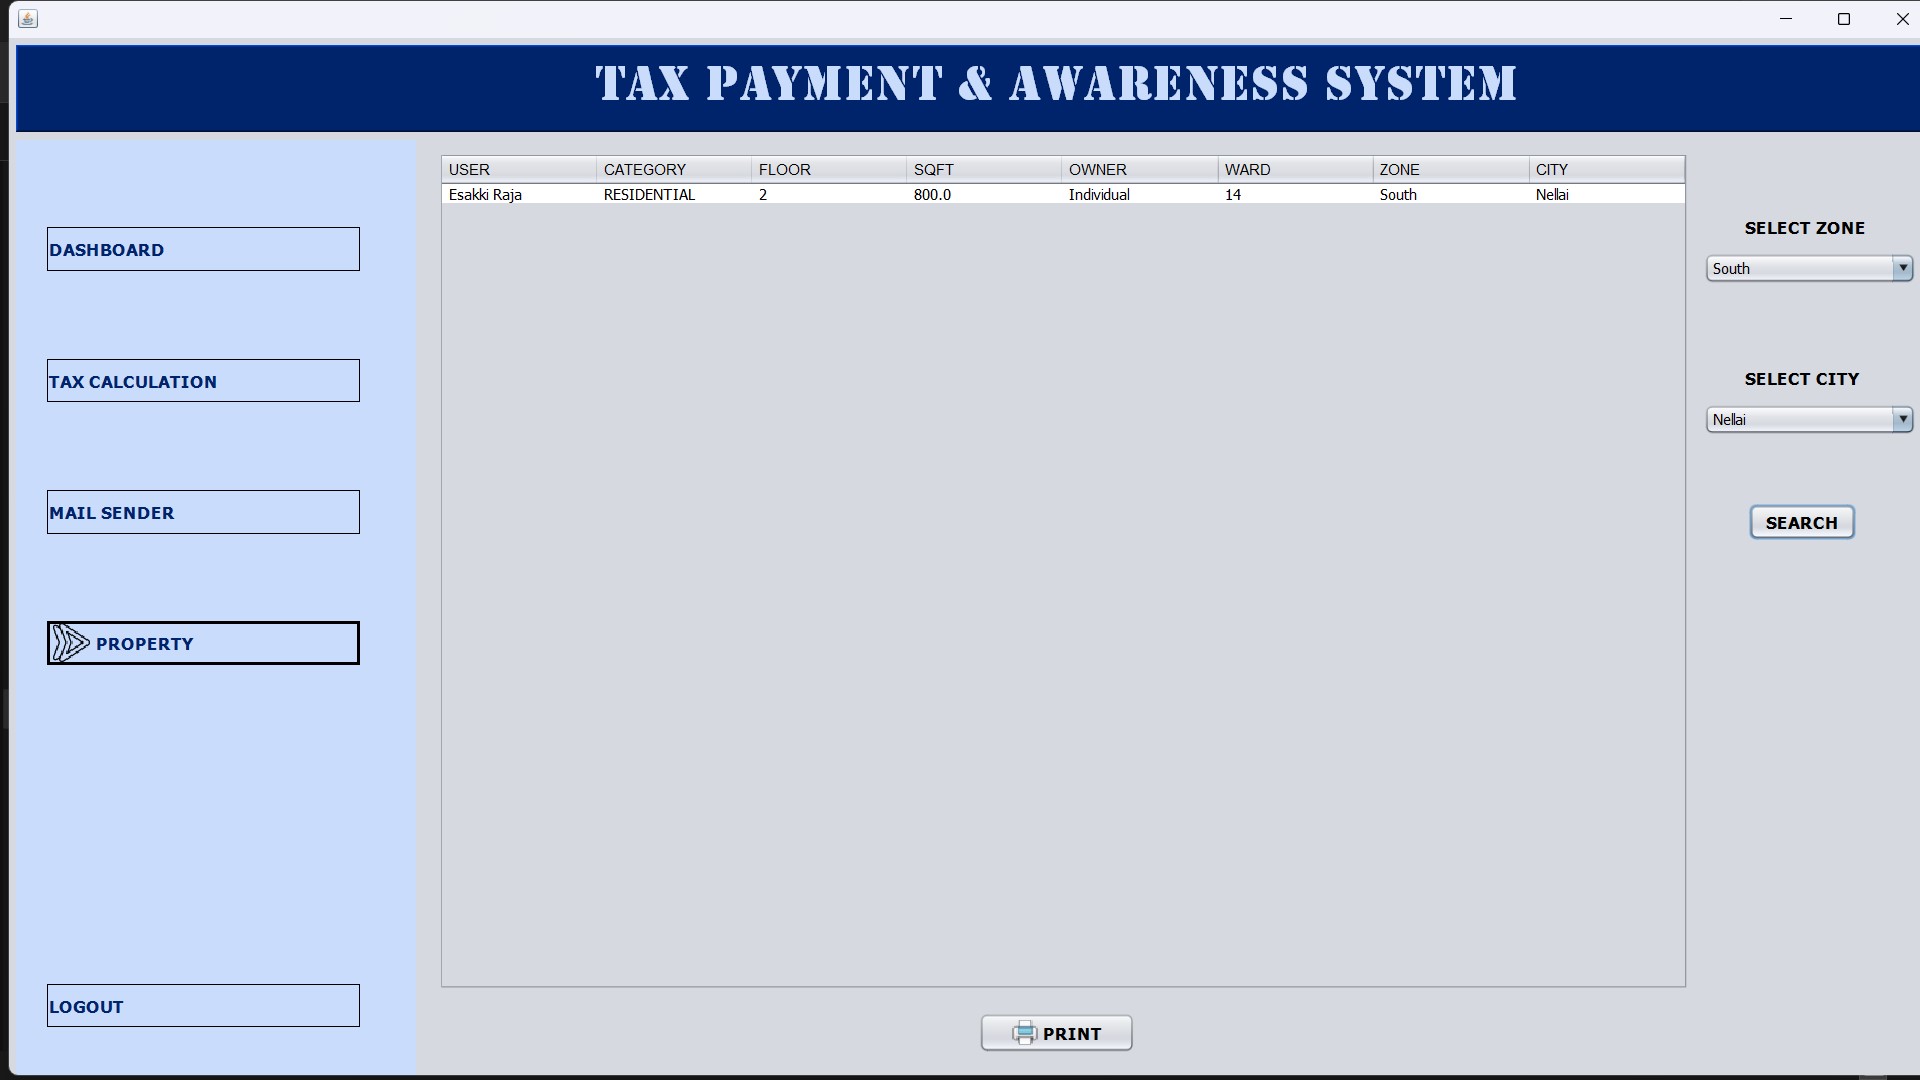 TAX PAYMENT & AWARENESS SYSTEM
DASHBOARD
TAX CALCULATION
MAIL SENDER
PROPERTY
LOGOUT
USER CATEGORY FLOOR SQFT OWNER WARD ZONE CITY
Esakki Raja RESIDENTIAL 2 800.0 Individual 14 South Nellai
PRINT
SELECT ZONE
South
SELECT CITY
Nellai
SEARCH